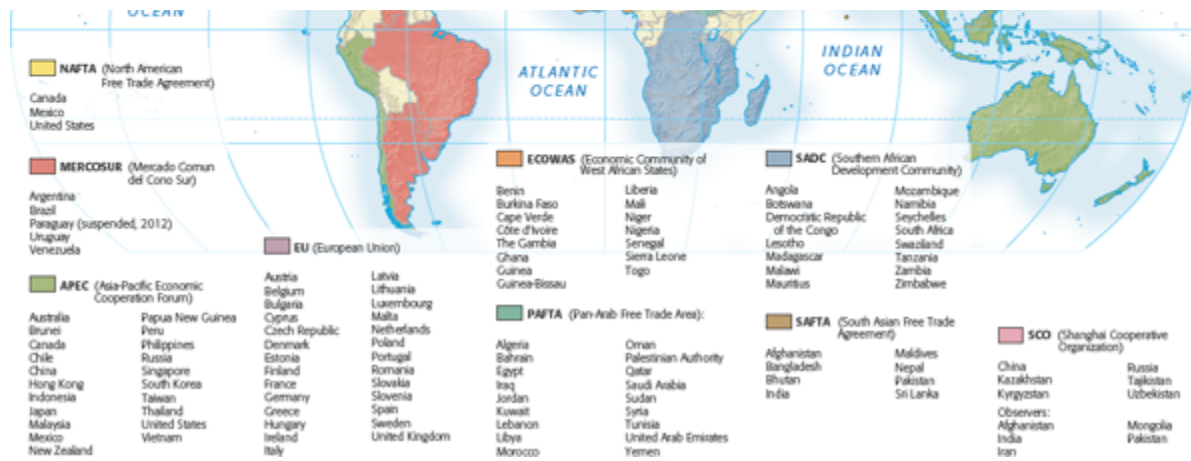 OCEAN
ATLANTIC
OCEAN
INDIAN
OCEAN
NAFTA (North American
Free Trade Agreement)
Canada
Mexico
United States
MERCOSUR (Mercado Comun
del Cono Sur)
Argentina
Brazil
Paraguay (suspended, 2012)
Uruguay
Venezuela
APEC (Asia-Pacific Economic
Cooperation Forum)
Australia
Brunei
Canada
Chile
China
Hong Kong
Indonesia
Japan
Malaysia
Mexico
New Zealand
Papua New Guinea
Peru
Philippines
Russia
Singapore
South Korea
Taiwan
Thailand
United States
Vietnam
EU (European Union)
Austria
Belgium
Bulgaria
Cyprus
Czech Republic
Denmark
Estonia
Finland
France
Germany
Greece
Hungary
Ireland
Italy
Latvia
Lithuania
Luxembourg
Malta
Netherlands
Poland
Portugal
Romania
Slovakia
Slovenia
Spain
Sweden
United Kingdom
ECOWAS (Economic Community of
West African States)
Benin
Burkina Faso
Cape Verde
Côte d'Ivoire
The Gambia
Ghana
Guinea
Guinea-Bissau
Liberia
Mali
Niger
Nigeria
Senegal
Sierra Leone
Togo
PAFTA (Pan-Arab Free Trade Area):
Algeria
Bahrain
Egypt
Iraq
Jordan
Kuwait
Lebanon
Libya
Morocco
Oman
Palestinian Authority
Qatar
Saudi Arabia
Sudan
Syria
Tunisia
United Arab Emirates
Yemen
SADC (Southern African
Development Community)
Angola
Botswana
Democratic Republic
of the Congo
Lesotho
Madagascar
Malawi
Mauritius
Mozambique
Namibia
Seychelles
South Africa
Swaziland
Tanzania
Zambia
Zimbabwe
SAFTA (South Asian Free Trade
Agreement)
Afghanistan
Bangladesh
Bhutan
India
Maldives
Nepal
Pakistan
Sri Lanka
SCO (Shanghai Cooperative
Organization)
China
Kazakhstan
Kyrgyzstan
Russia
Tajikistan
Uzbekistan
Observers:
Afghanistan
India
Iran
Mongolia
Pakistan